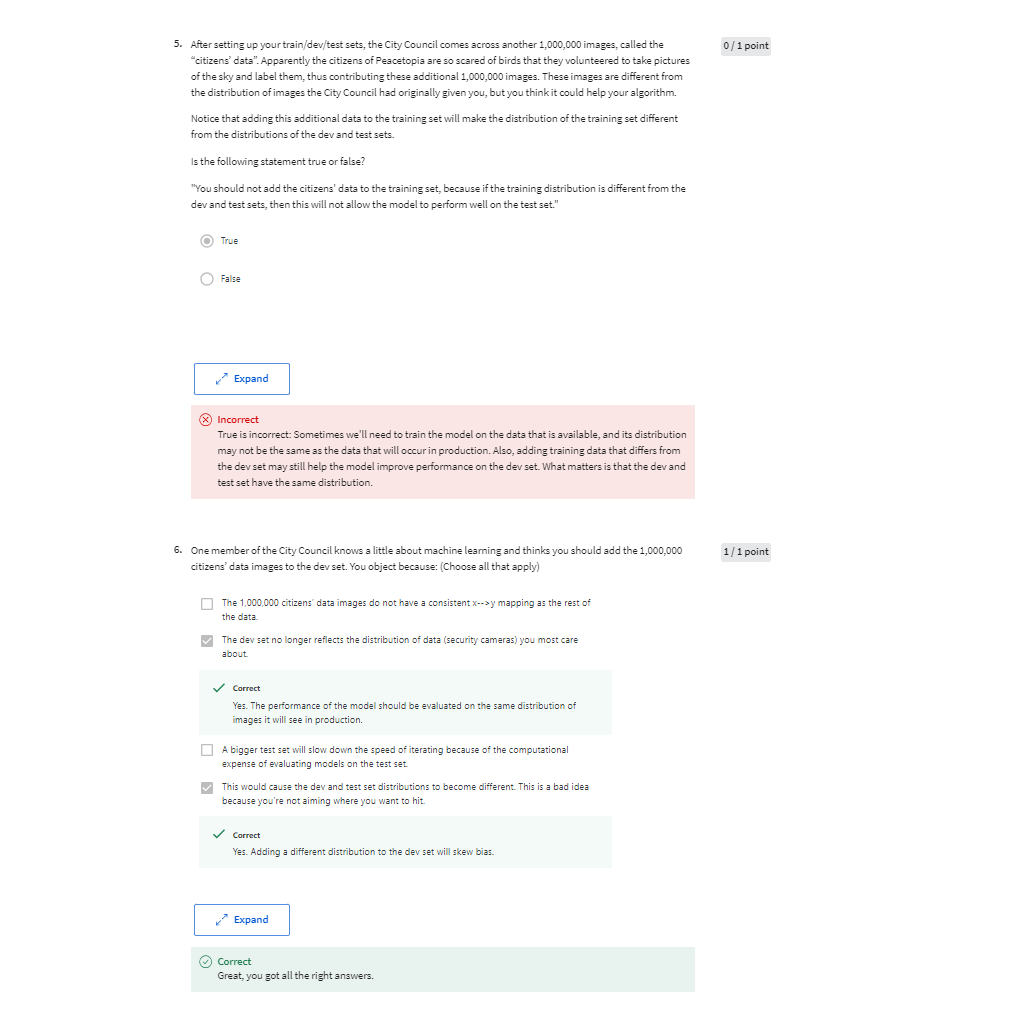 5. After setting up your train/dev/test sets, the City Council comes across another 1,000,000 images, called the
0 / 1 point
"citizens' data". Apparently the citizens of Peacetopia are so scared of birds that they volunteered to take pictures
of the sky and label them, thus contributing these additional 1,000,000 images. These images are different from
the distribution of images the City Council had originally given you, but you think it could help your algorithm.
Notice that adding this additional data to the training set will make the distribution of the training set different
from the distributions of the dev and test sets.
Is the following statement true or false?
"You should not add the citizens' data to the training set, because if the training distribution is different from the
dev and test sets, then this will not allow the model to perform well on the test set."
True
False
Expand
Incorrect
True is incorrect: Sometimes we'll need to train the model on the data that is available, and its distribution
may not be the same as the data that will occur in production. Also, adding training data that differs from
the dev set may still help the model improve performance on the dev set. What matters is that the dev and
test set have the same distribution.
6. One member of the City Council knows a little about machine learning and thinks you should add the 1,000,000
1 / 1 point
citizens' data images to the dev set. You object because: (Choose all that apply)
The 1,000,000 citizens' data images do not have a consistent x-->y mapping as the rest of
the data.
The dev set no longer reflects the distribution of data (security cameras) you most care
about.
Correct
Yes. The performance of the model should be evaluated on the same distribution of
images it will see in production.
A bigger test set will slow down the speed of iterating because of the computational
expense of evaluating models on the test set.
This would cause the dev and test set distributions to become different. This is a bad idea
because you're not aiming where you want to hit.
Correct
Yes. Adding a different distribution to the dev set will skew bias.
Expand
Correct
Great, you got all the right answers.